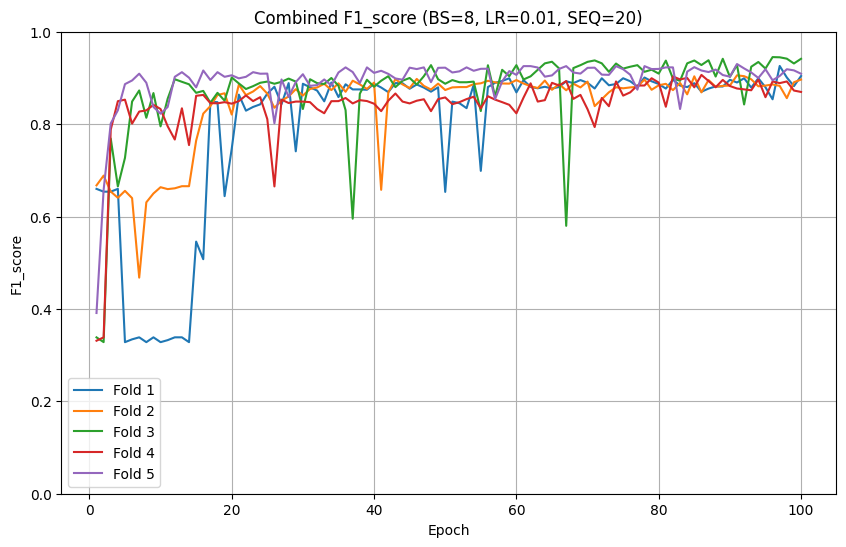 Combined F1_score (BS=8, LR=0.01, SEQ=20)
F1_score
1.0
0.8
0.6
0.4
0.2
0.0
Fold 1
Fold 2
Fold 3
Fold 4
Fold 5
0 20 40 60 80 100
Epoch